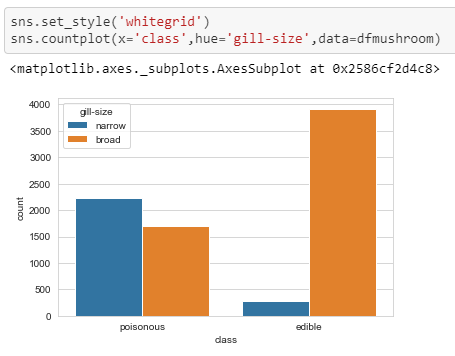 sns.set_style('whitegrid')
sns.countplot(x='class',hue='gill-size',data=dfmushroom)
<matplotlib.axes._subplots.AxesSubplot at 0x2586cf2d4c8>
gill-size
narrow
broad
4000
3500
3000
2500
2000
1500
1000
500
0
count
poisonous
edible
class